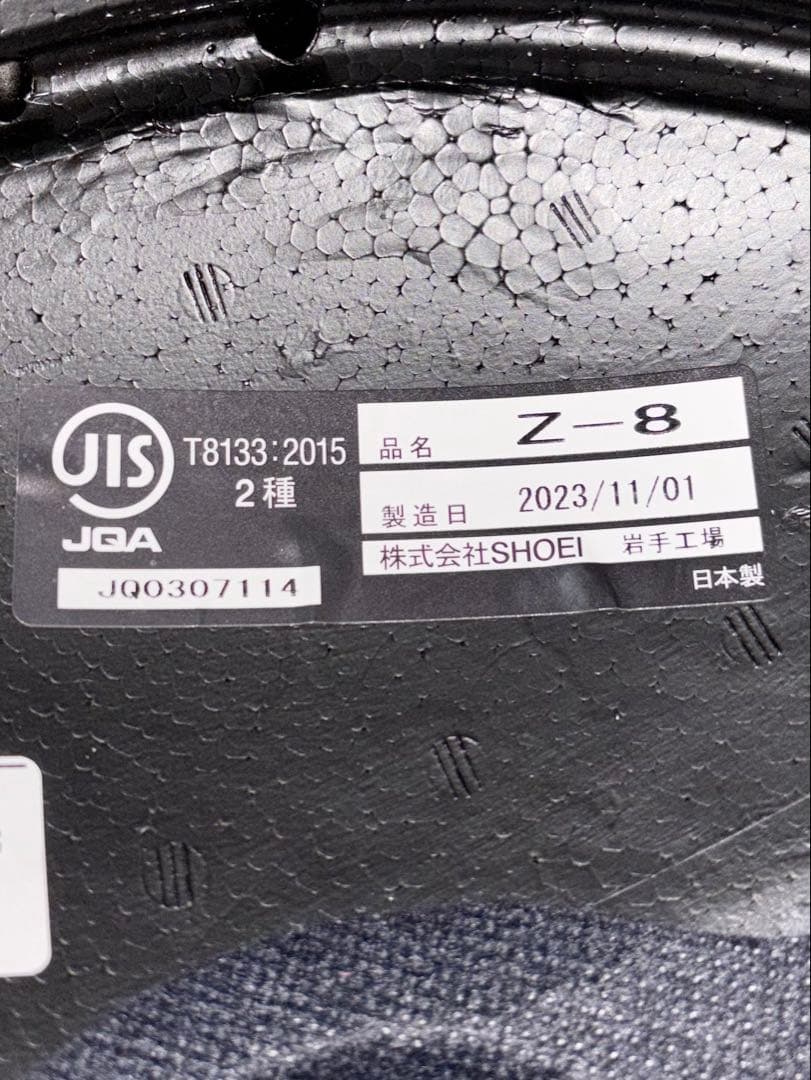 JIS
JQA
T8133:2015
2種
JQ0307114
品名 Z-8
製造日 2023/11/01
株式会社SHOEI 岩手工場
日本製